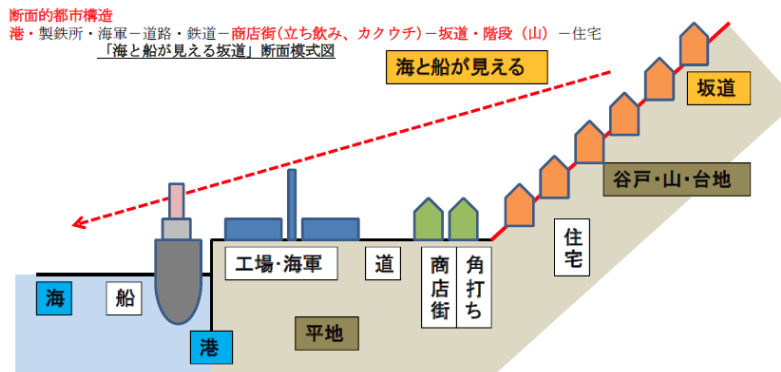 断面的都市構造
港・製鉄所・海軍－道路・鉄道－商店街(立ち飲み、カクウチ)－坂道・階段（山）－住宅
「海と船が見える坂道」断面模式図
海と船が見える
坂道
谷戸・山・台地
住宅
工場・海軍
道
商店街
角打ち
海
船
平地
港